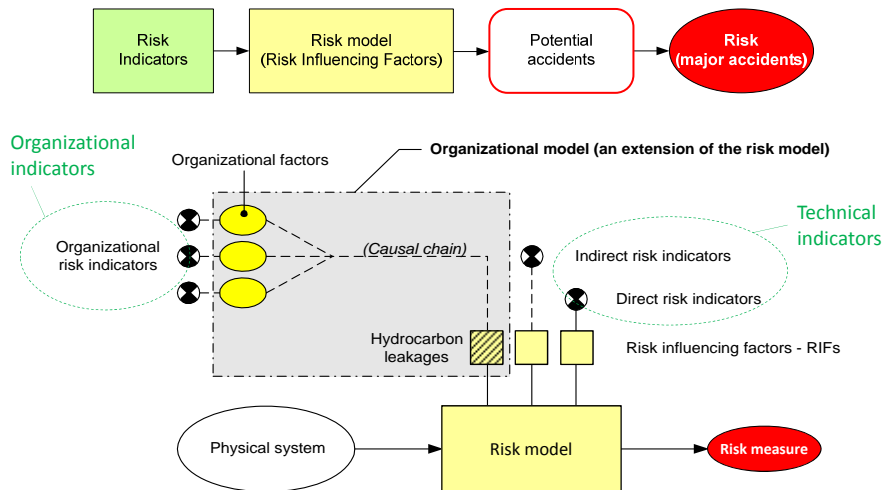 Risk
Indicators
Risk model
(Risk Influencing Factors)
Potential
accidents
Risk
(major accidents)
Organizational
indicators
Organizational factors
Organizational model (an extension of the risk model)
Technical
indicators
Organizational
risk indicators
(Causal chain)
Indirect risk indicators
Direct risk indicators
Hydrocarbon
leakages
Risk influencing factors - RIFs
Physical system
Risk model
Risk measure